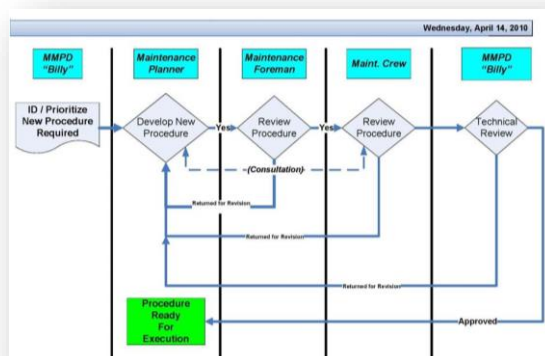 Wednesday, April 14, 2010
MMPD
"Billy"
Maintenance
Planner
Maintenance
Foreman
Maint. Crew
MMPD
"Billy"
ID / Prioritize
New Procedure
Required
Develop New
Procedure
Yes
Review
Procedure
Yes
Review
Procedure
Technical
Review
(Consultation)
Returned for Revision
Returned for Revision
Returned for Revision
Procedure
Ready
For
Execution
Approved